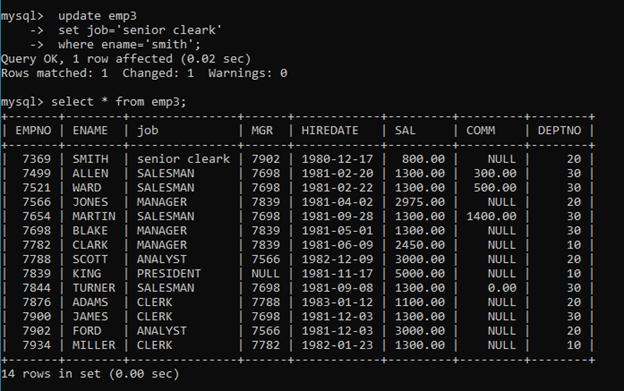 mysql>  update emp3
    ->  set job='senior cleark'
    ->  where ename='smith';
Query OK, 1 row affected (0.02 sec)
Rows matched: 1  Changed: 1  Warnings: 0
mysql> select * from emp3;
+-------+--------+---------------+------+------------+---------+---------+--------+
| EMPNO | ENAME  | job           | MGR  | HIREDATE   | SAL     | COMM    | DEPTNO |
+-------+--------+---------------+------+------------+---------+---------+--------+
|  7369 | SMITH  | senior cleark | 7902 | 1980-12-17 |  800.00 |    NULL |     20 |
|  7499 | ALLEN  | SALESMAN      | 7698 | 1981-02-20 | 1300.00 |  300.00 |     30 |
|  7521 | WARD   | SALESMAN      | 7698 | 1981-02-22 | 1300.00 |  500.00 |     30 |
|  7566 | JONES  | MANAGER       | 7839 | 1981-04-02 | 2975.00 |    NULL |     20 |
|  7654 | MARTIN | SALESMAN      | 7698 | 1981-09-28 | 1300.00 | 1400.00 |     30 |
|  7698 | BLAKE  | MANAGER       | 7839 | 1981-05-01 | 1300.00 |    NULL |     30 |
|  7782 | CLARK  | MANAGER       | 7839 | 1981-06-09 | 2450.00 |    NULL |     10 |
|  7788 | SCOTT  | ANALYST       | 7566 | 1982-12-09 | 3000.00 |    NULL |     20 |
|  7839 | KING   | PRESIDENT     | NULL | 1981-11-17 | 5000.00 |    NULL |     10 |
|  7844 | TURNER | SALESMAN      | 7698 | 1981-09-08 | 1300.00 |    0.00 |     30 |
|  7876 | ADAMS  | CLERK         | 7788 | 1983-01-12 | 1100.00 |    NULL |     20 |
|  7900 | JAMES  | CLERK         | 7698 | 1981-12-03 | 1300.00 |    NULL |     30 |
|  7902 | FORD   | ANALYST       | 7566 | 1981-12-03 | 3000.00 |    NULL |     20 |
|  7934 | MILLER | CLERK         | 7782 | 1982-01-23 | 1300.00 |    NULL |     10 |
+-------+--------+---------------+------+------------+---------+---------+--------+
14 rows in set (0.00 sec)